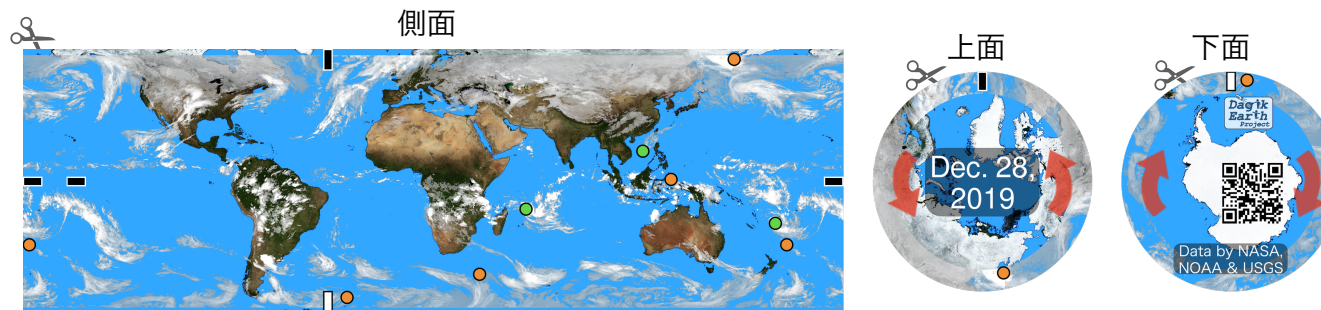 側面
上面
下面
Dec. 28,
2019
Dagik
Earth
Project
Data by NASA,
NOAA & USGS